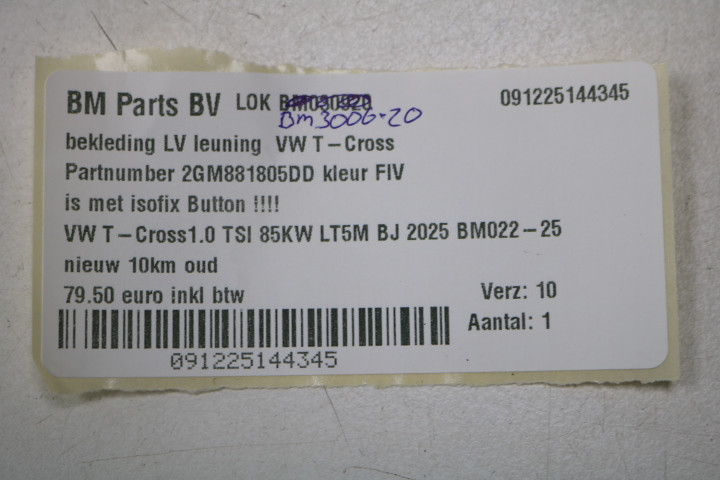 BM Parts BV LOK BM030920 091225144345
Bm3006-20
bekleding LV leuning VW T-Cross
Partnumber 2GM881805DD kleur FIV
is met isofix Button !!!!
VW T-Cross1.0 TSI 85KW LT5M BJ 2025 BM022-25
nieuw 10km oud
79.50 euro inkl btw Verz: 10
Aantal: 1
091225144345